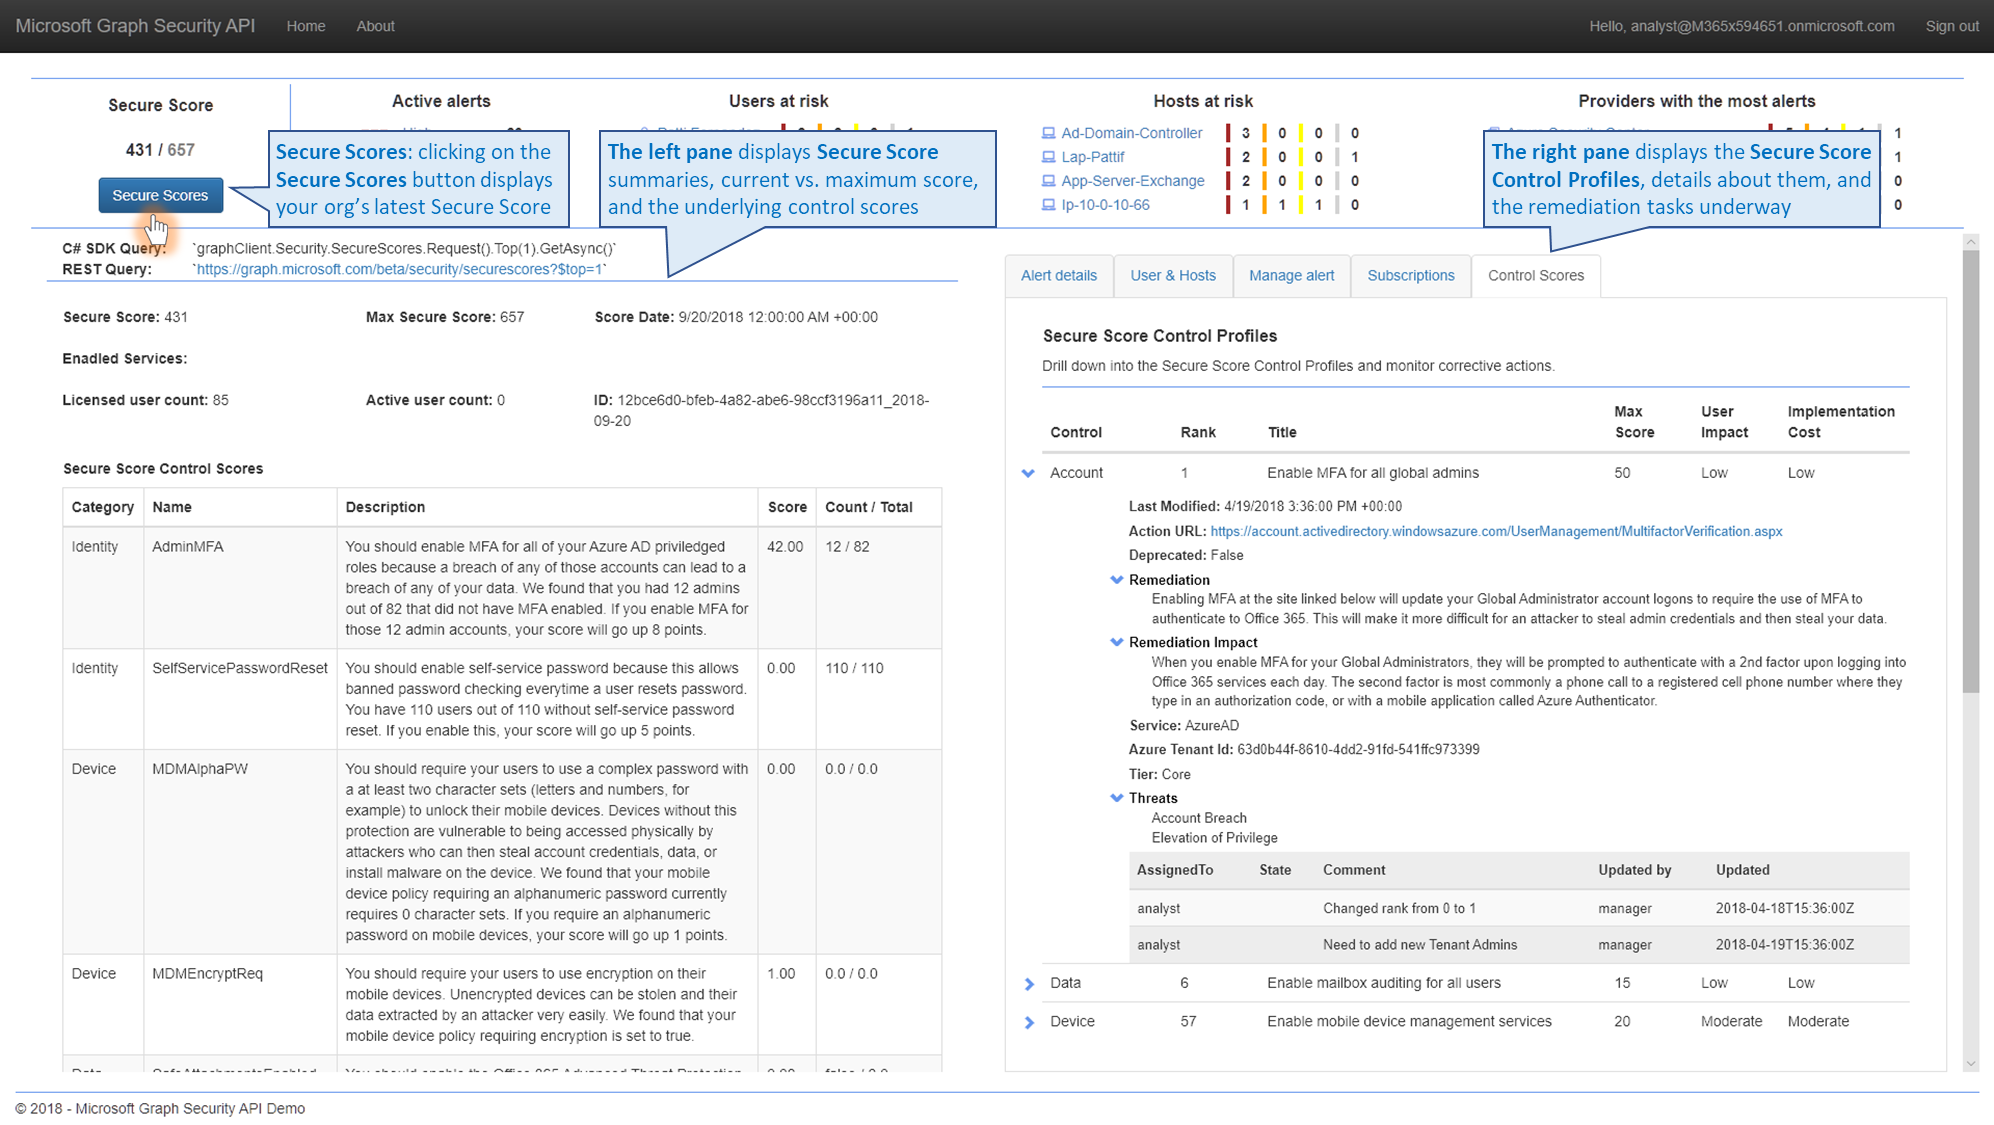 Microsoft Graph Security API Home About Hello, analyst@M365x594651.onmicrosoft.com Sign out
Secure Score
431 / 657
Secure Scores
Active alerts
Users at risk
Hosts at risk
Ad-Domain-Controller 3 0 0 0
Lap-Pattif 2 0 0 1
App-Server-Exchange 2 0 0 0
Ip-10-0-10-66 1 1 1 0
Providers with the most alerts
1
1
0
0
Secure Scores: clicking on the
Secure Scores button displays
your org's latest Secure Score
The left pane displays Secure Score
summaries, current vs. maximum score,
and the underlying control scores
The right pane displays the Secure Score
Control Profiles, details about them, and
the remediation tasks underway
C# SDK Query: `graphClient.Security.SecureScores.Request().Top(1).GetAsync()`
REST Query: `https://graph.microsoft.com/beta/security/securescores?$top=1`
Secure Score: 431 Max Secure Score: 657 Score Date: 9/20/2018 12:00:00 AM +00:00
Enadled Services:
Licensed user count: 85 Active user count: 0 ID: 12bce6d0-bfeb-4a82-abe6-98ccf3196a11_2018-
09-20
Secure Score Control Scores
Category Name Description Score Count / Total
Identity AdminMFA You should enable MFA for all of your Azure AD priviledged 42.00 12 / 82
roles because a breach of any of those accounts can lead to a
breach of any of your data. We found that you had 12 admins
out of 82 that did not have MFA enabled. If you enable MFA for
those 12 admin accounts, your score will go up 8 points.
Identity SelfServicePasswordReset You should enable self-service password because this allows 0.00 110 / 110
banned password checking everytime a user resets password.
You have 110 users out of 110 without self-service password
reset. If you enable this, your score will go up 5 points.
Device MDMAlphaPW You should require your users to use a complex password with 0.00 0.0 / 0.0
a at least two character sets (letters and numbers, for
example) to unlock their mobile devices. Devices without this
protection are vulnerable to being accessed physically by
attackers who can then steal account credentials, data, or
install malware on the device. We found that your mobile
device policy requiring an alphanumeric password currently
requires 0 character sets. If you require an alphanumeric
password on mobile devices, your score will go up 1 points.
Device MDMEncryptReq You should require your users to use encryption on their 1.00 0.0 / 0.0
mobile devices. Unencrypted devices can be stolen and their
data extracted by an attacker very easily. We found that your
mobile device policy requiring encryption is set to true.
Alert details User & Hosts Manage alert Subscriptions Control Scores
Secure Score Control Profiles
Drill down into the Secure Score Control Profiles and monitor corrective actions.
Control Rank Title Max Score User Impact Implementation Cost
Account 1 Enable MFA for all global admins 50 Low Low
Last Modified: 4/19/2018 3:36:00 PM +00:00
Action URL: https://account.activedirectory.windowsazure.com/UserManagement/MultifactorVerification.aspx
Deprecated: False
Remediation
Enabling MFA at the site linked below will update your Global Administrator account logons to require the use of MFA to
authenticate to Office 365. This will make it more difficult for an attacker to steal admin credentials and then steal your data.
Remediation Impact
When you enable MFA for your Global Administrators, they will be prompted to authenticate with a 2nd factor upon logging into
Office 365 services each day. The second factor is most commonly a phone call to a registered cell phone number where they
type in an authorization code, or with a mobile application called Azure Authenticator.
Service: AzureAD
Azure Tenant Id: 63d0b44f-8610-4dd2-91fd-541ffc973399
Tier: Core
Threats
Account Breach
Elevation of Privilege
AssignedTo State Comment Updated by Updated
analyst Changed rank from 0 to 1 manager 2018-04-18T15:36:00Z
analyst Need to add new Tenant Admins manager 2018-04-19T15:36:00Z
Data 6 Enable mailbox auditing for all users 15 Low Low
Device 57 Enable mobile device management services 20 Moderate Moderate
© 2018 - Microsoft Graph Security API Demo